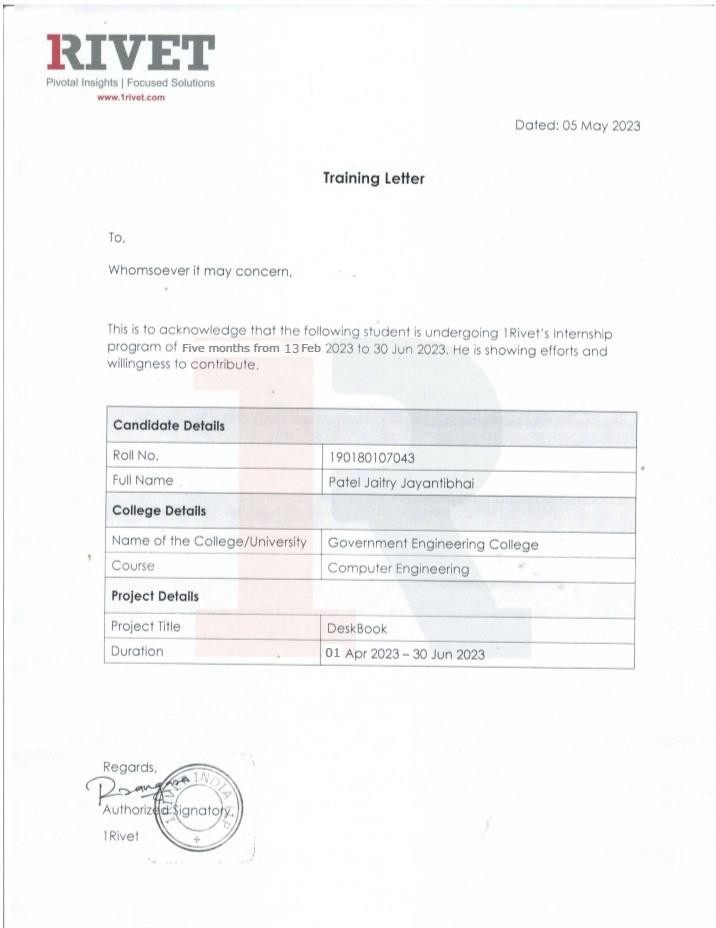 1RIVET
Pivotal Insights | Focused Solutions
www.1rivet.com
Dated: 05 May 2023
Training Letter
To,
Whomsoever it may concern,
This is to acknowledge that the following student is undergoing 1Rivet's Internship
program of Five months from 13 Feb 2023 to 30 Jun 2023. He is showing efforts and
willingness to contribute.
Candidate Details
Roll No. 190180107043
Full Name Patel Jaitry Jayantibhai
College Details
Name of the College/University Government Engineering College
Course Computer Engineering
Project Details
Project Title DeskBook
Duration 01 Apr 2023 – 30 Jun 2023
Regards,
Authorized Signatory,
1Rivet
INDIA